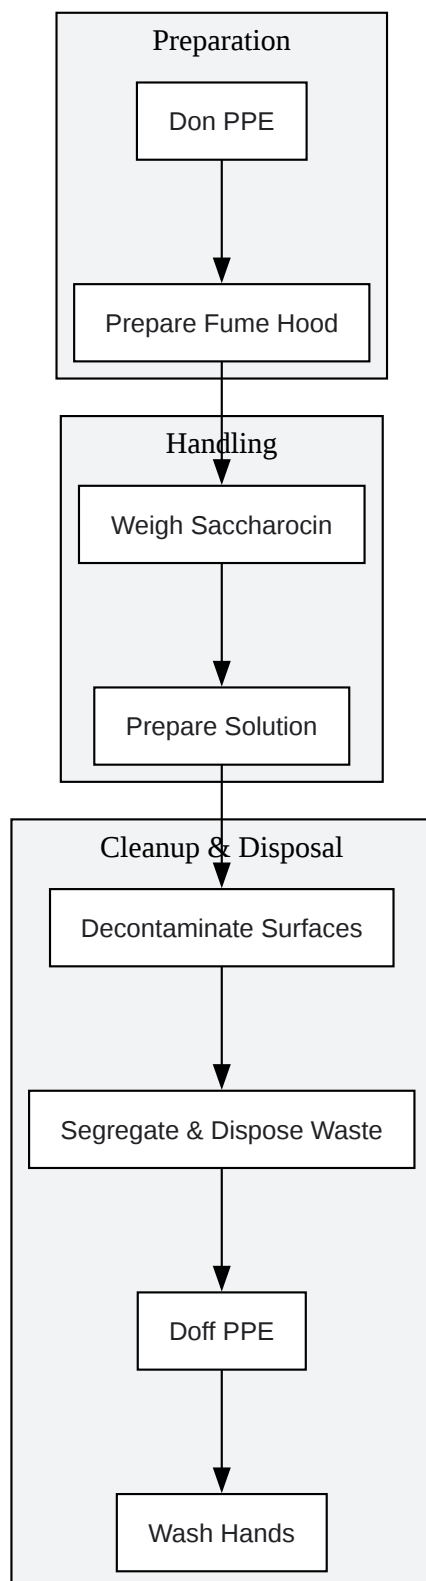 Preparation
Don PPE
Prepare Fume Hood
Handling
Weigh Saccharocin
Prepare Solution
Cleanup & Disposal
Decontaminate Surfaces
Segregate & Dispose Waste
Doff PPE
Wash Hands